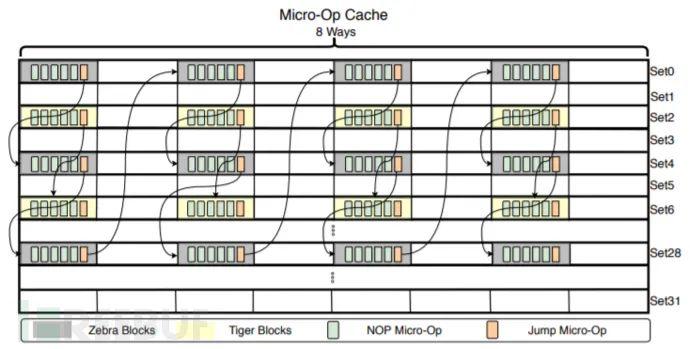 Micro-Op Cache
8 Ways
Set0
Set1
Set2
Set3
Set4
Set5
Set6
Set28
Set31
REEBUF
Zebra Blocks Tiger Blocks NOP Micro-Op Jump Micro-Op